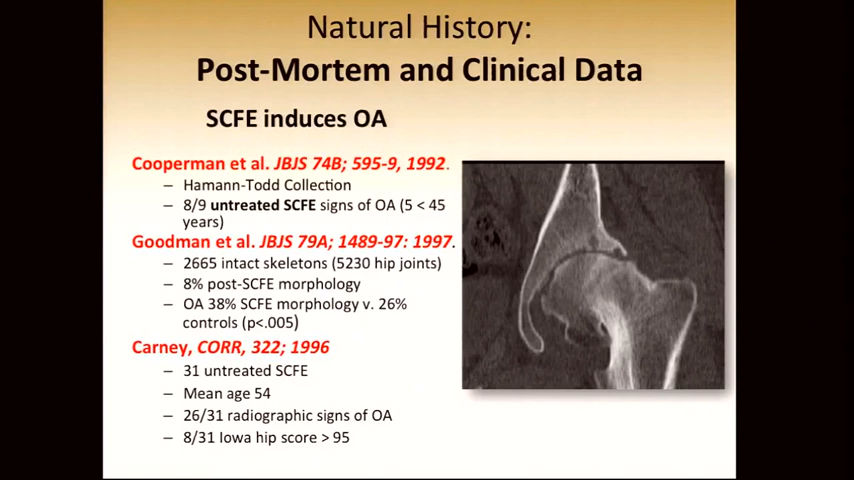 Natural History:
Post-Mortem and Clinical Data
SCFE induces OA
Cooperman et al. JBJS 74B; 595-9, 1992.
– Hamann-Todd Collection
– 8/9 untreated SCFE signs of OA (5 < 45
years)
Goodman et al. JBJS 79A; 1489-97: 1997.
– 2665 intact skeletons (5230 hip joints)
– 8% post-SCFE morphology
– OA 38% SCFE morphology v. 26%
controls (p<.005)
Carney, CORR, 322; 1996
– 31 untreated SCFE
– Mean age 54
– 26/31 radiographic signs of OA
– 8/31 Iowa hip score > 95